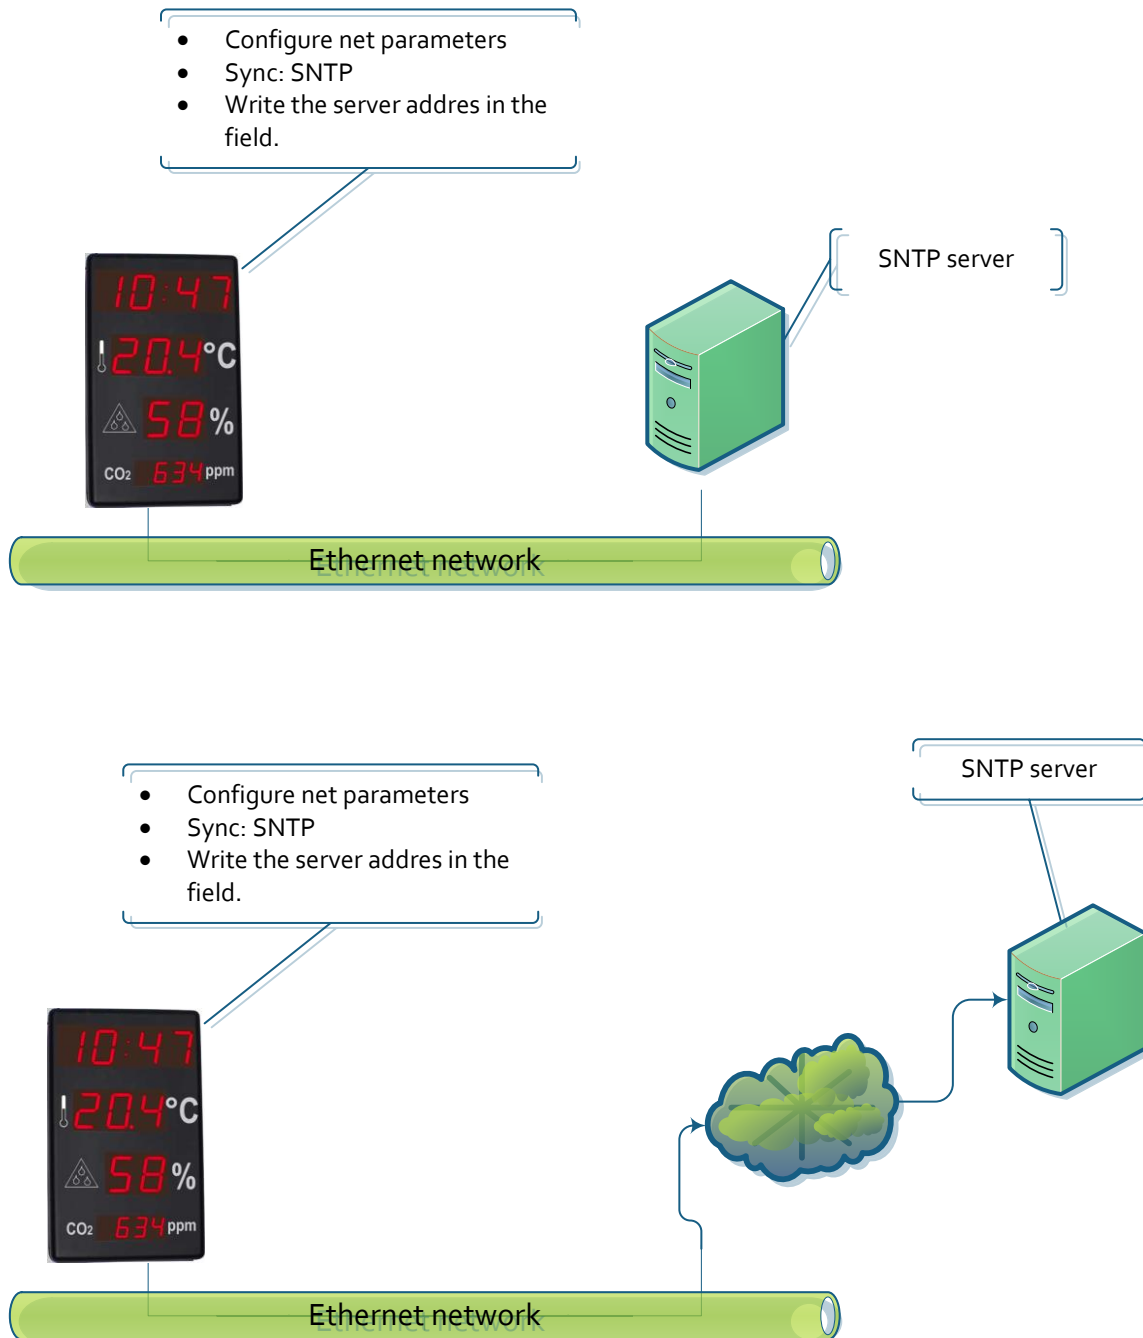 • Configure net parameters
• Sync: SNTP
• Write the server addres in the
field.
SNTP server
10:47
20.4°C
58%
CO2 634 ppm
Ethernet network
SNTP server
• Configure net parameters
• Sync: SNTP
• Write the server addres in the
field.
10:47
20.4°C
58%
CO2 634 ppm
Ethernet network